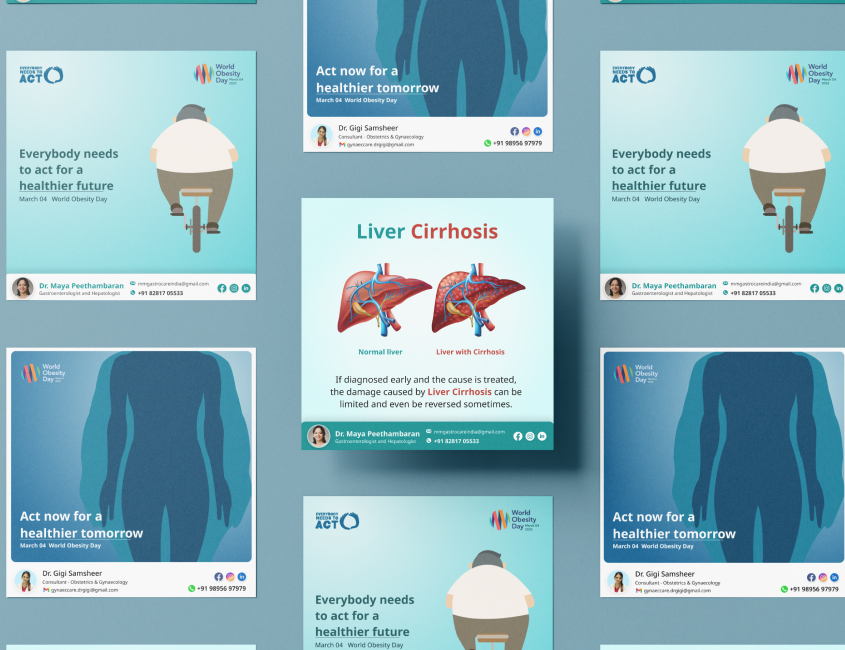 EVERYBODY
NEEDS TO
ACT
World
Obesity
Day March 04
Everybody needs
to act for a
healthier future
March 04 World Obesity Day
Dr. Maya Peethambaran
Gastroenterologist and Hepatologist
mmgastrocareindia@gmail.com
+91 82817 05533
World
Obesity
Day
Act now for a
healthier tomorrow
March 04 World Obesity Day
Dr. Gigi Samsheer
Consultant - Obstetrics & Gynaecology
gynaeccare.drgigi@gmail.com
+91 98956 97979
Act now for a
healthier tomorrow
March 04 World Obesity Day
Dr. Gigi Samsheer
Consultant - Obstetrics & Gynaecology
gynaeccare.drgigi@gmail.com
+91 98956 97979
Liver Cirrhosis
Normal liver
Liver with Cirrhosis
If diagnosed early and the cause is treated,
the damage caused by Liver Cirrhosis can be
limited and even be reversed sometimes.
Dr. Maya Peethambaran
Gastroenterologist and Hepatologist
mmgastrocareindia@gmail.com
+91 82817 05533
EVERYBODY
NEEDS TO
ACT
World
Obesity
Day March 04
Everybody needs
to act for a
healthier future
March 04 World Obesity Day
EVERYBODY
NEEDS TO
ACT
World
Obesity
Day March 04
Everybody needs
to act for a
healthier future
March 04 World Obesity Day
Dr. Maya Peethambaran
Gastroenterologist and Hepatologist
mmgastrocareindia@gmail.com
+91 82817 05533
World
Obesity
Day
Act now for a
healthier tomorrow
March 04 World Obesity Day
Dr. Gigi Samsheer
Consultant - Obstetrics & Gynaecology
gynaeccare.drgigi@gmail.com
+91 98956 97979